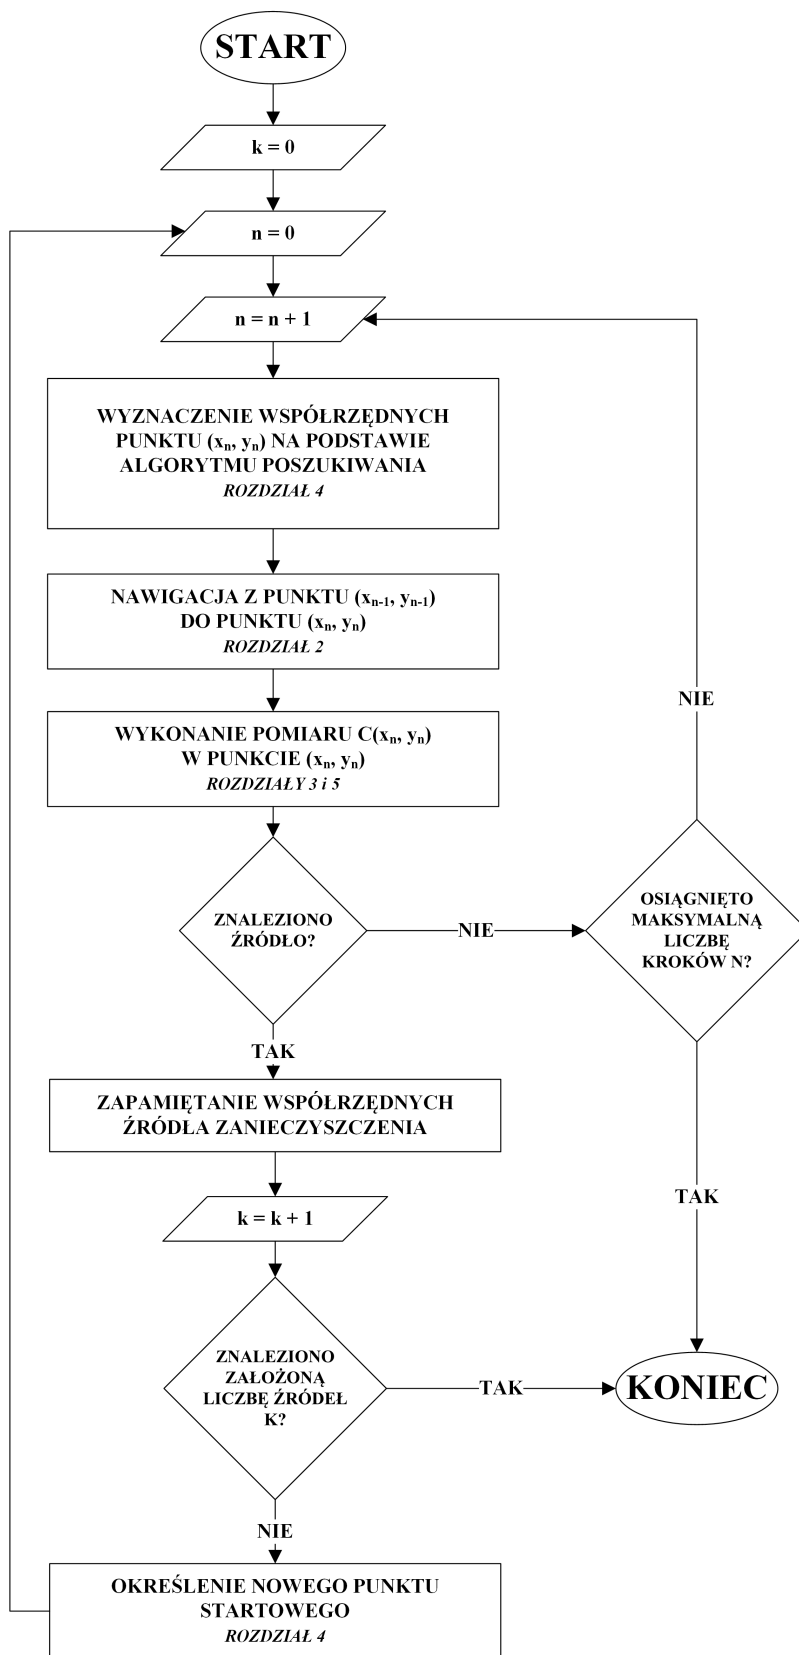 START
k = 0
n = 0
n = n + 1
WYZNACZENIE WSPÓŁRZĘDNYCH
PUNKTU (xn, yn) NA PODSTAWIE
ALGORYTMU POSZUKIWANIA
ROZDZIAŁ 4
NAWIGACJA Z PUNKTU (xn-1, yn-1)
DO PUNKTU (xn, yn)
ROZDZIAŁ 2
WYKONANIE POMIARU C(xn, yn)
W PUNKCIE (xn, yn)
ROZDZIAŁY 3 i 5
ZNALEZIONO
ŹRÓDŁO?
NIE
OSIĄGNIĘTO
MAKSYMALNĄ
LICZBĘ
KROKÓW N?
NIE
TAK
TAK
ZAPAMIĘTANIE WSPÓŁRZĘDNYCH
ŹRÓDŁA ZANIECZYSZCZENIA
k = k + 1
ZNALEZIONO
ZAŁOŻONĄ
LICZBĘ ŹRÓDEŁ
K?
TAK
KONIEC
NIE
OKREŚLENIE NOWEGO PUNKTU
STARTOWEGO
ROZDZIAŁ 4